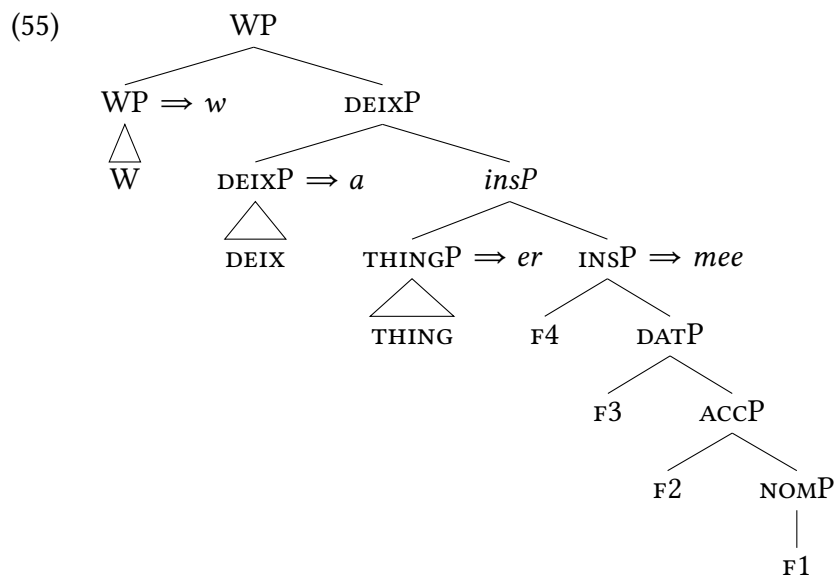 (55) WP
WP ⇒ w DEIXP
W DEIXP ⇒ a insP
DEIX THINGP ⇒ er INSP ⇒ mee
THING F4 DATP
F3 ACCP
F2 NOMP
F1